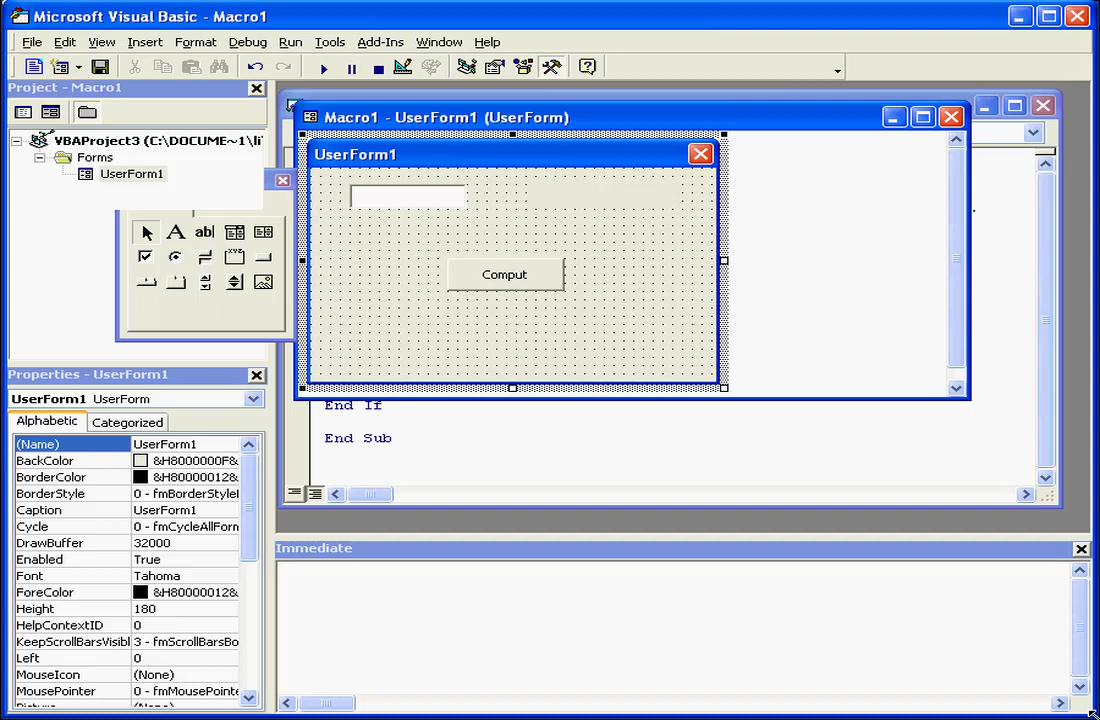 Microsoft Visual Basic - Macro1
File Edit View Insert Format Debug Run Tools Add-Ins Window Help
Project - Macro1
VBAProject3 (C:\DOCUME~1\li
Forms
UserForm1
Macro1 - UserForm1 (UserForm)
UserForm1
A abl
xyz
Comput
End If
End Sub
Properties - UserForm1
UserForm1 UserForm
Alphabetic Categorized
(Name) UserForm1
BackColor &H8000000F&
BorderColor &H80000012&
BorderStyle 0 - fmBorderStyle
Caption UserForm1
Cycle 0 - fmCycleAllForm
DrawBuffer 32000
Enabled True
Font Tahoma
ForeColor &H80000012&
Height 180
HelpContextID 0
KeepScrollBarsVisibl 3 - fmScrollBarsBo
Left 0
MouseIcon (None)
MousePointer 0 - fmMousePointe
Immediate